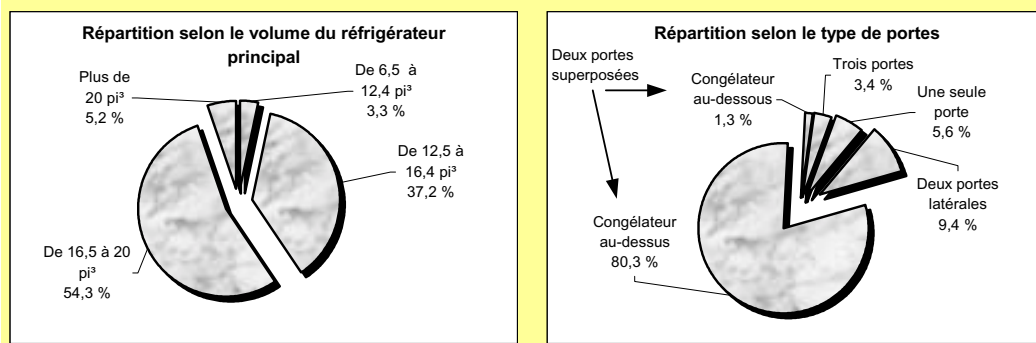 Répartition selon le volume du réfrigérateur
principal
Plus de
20 pi³
5,2 %
De 6,5 à
12,4 pi³
3,3 %
De 12,5 à
16,4 pi³
37,2 %
De 16,5 à 20
pi³
54,3 %
Répartition selon le type de portes
Deux portes
superposées
Congélateur
au-dessous
1,3 %
Trois portes
3,4 %
Une seule
porte
5,6 %
Deux portes
latérales
9,4 %
Congélateur
au-dessus
80,3 %